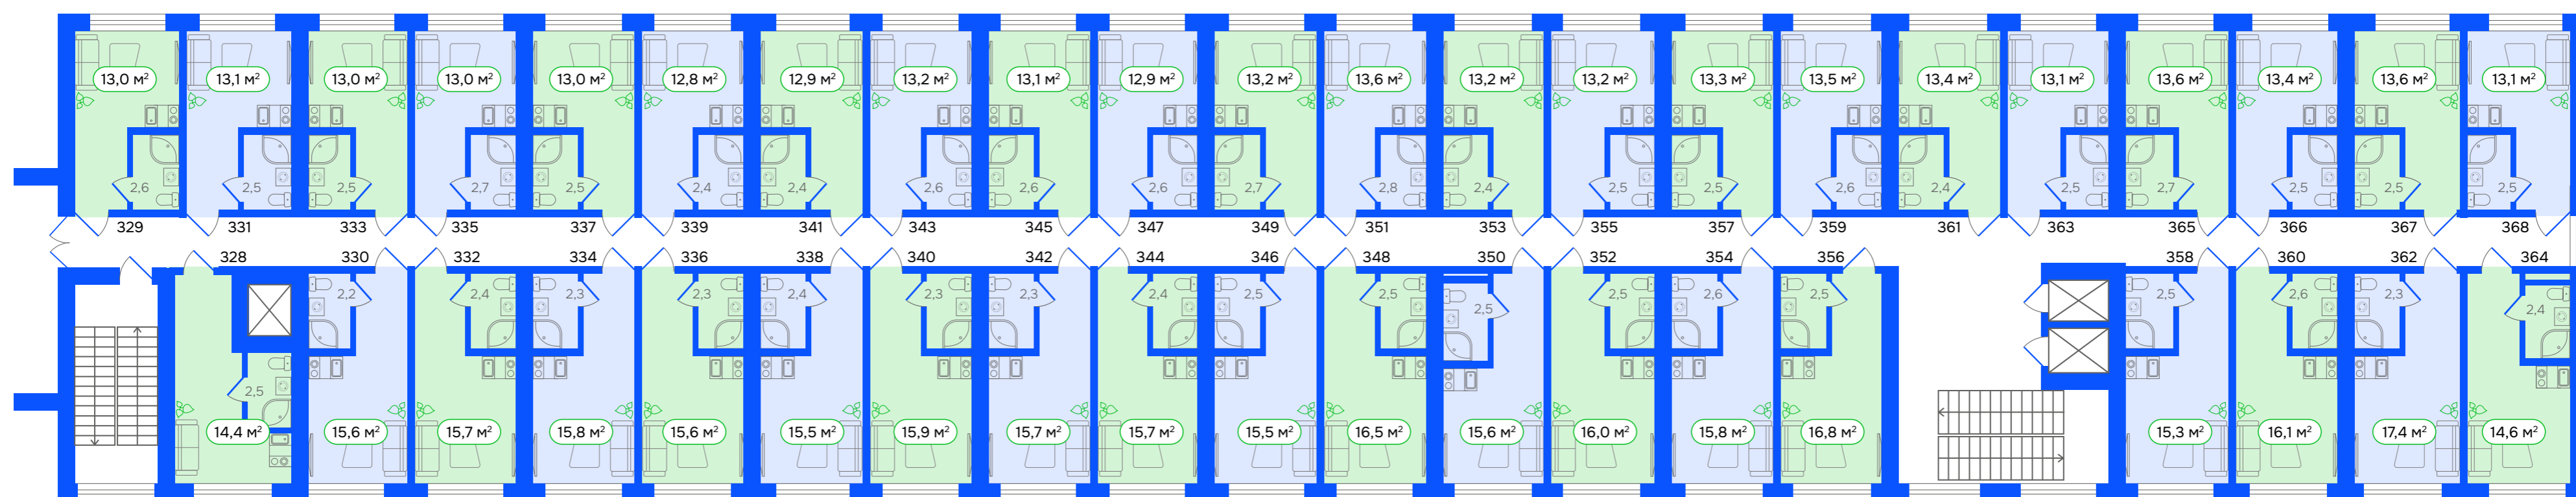 13,0 м² 13,1 м² 13,0 м² 13,0 м² 13,0 м² 12,8 м² 12,9 м² 13,2 м² 13,1 м² 12,9 м² 13,2 м² 13,6 м² 13,2 м² 13,2 м² 13,3 м² 13,5 м² 13,4 м² 13,1 м² 13,6 м² 13,4 м² 13,6 м² 13,1 м²
2,6 2,5 2,5 2,7 2,5 2,4 2,4 2,6 2,6 2,6 2,7 2,8 2,4 2,5 2,5 2,6 2,4 2,5 2,7 2,5 2,5 2,5
329 331 333 335 337 339 341 343 345 347 349 351 353 355 357 359 361 363 365 366 367 368
328 330 332 334 336 338 340 342 344 346 348 350 352 354 356 358 360 362 364
2,2 2,4 2,3 2,3 2,4 2,3 2,3 2,4 2,5 2,5 2,5 2,6 2,5 2,5 2,6 2,3
2,5 2,4
2,5
14,4 м² 15,6 м² 15,7 м² 15,8 м² 15,6 м² 15,5 м² 15,9 м² 15,7 м² 15,7 м² 15,5 м² 16,5 м² 15,6 м² 16,0 м² 15,8 м² 16,8 м² 15,3 м² 16,1 м² 17,4 м² 14,6 м²